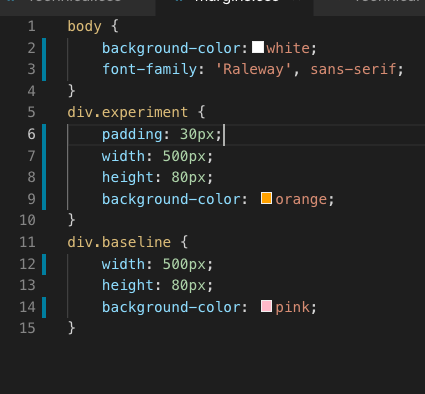 1 body {
2 background-color: white;
3 font-family: 'Raleway', sans-serif;
4 }
5 div.experiment {
6 padding: 30px;
7 width: 500px;
8 height: 80px;
9 background-color: orange;
10 }
11 div.baseline {
12 width: 500px;
13 height: 80px;
14 background-color: pink;
15 }